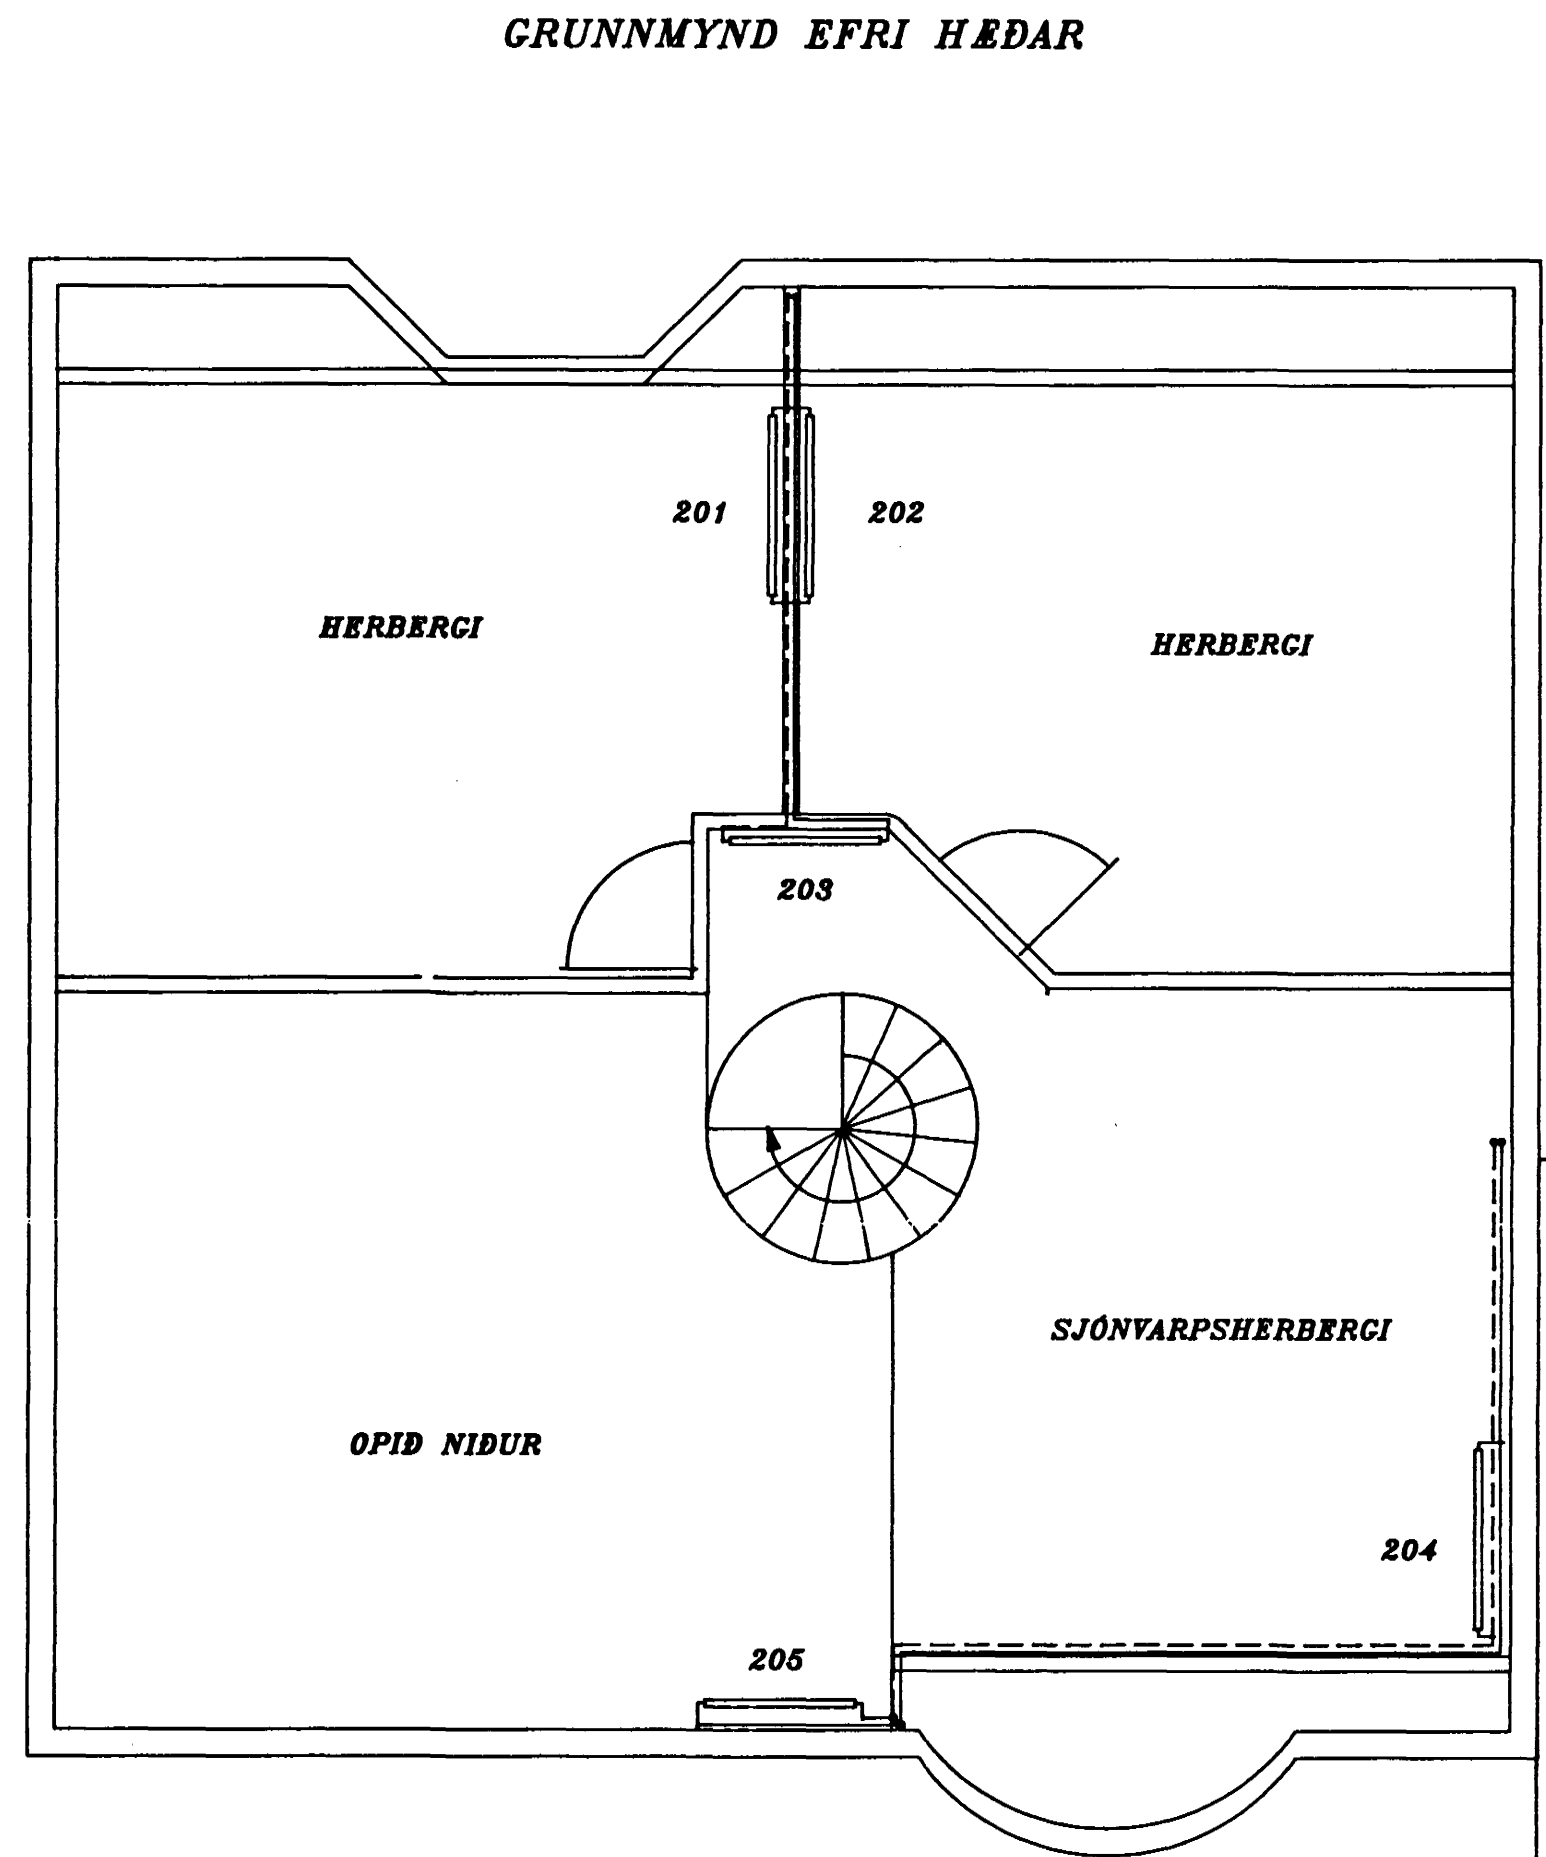 GRUNNMYND EFRI HÆÐAR
201
202
HERBERGI
HERBERGI
203
SJÓNVARPSHERBERGI
OPIÐ NIÐUR
204
205